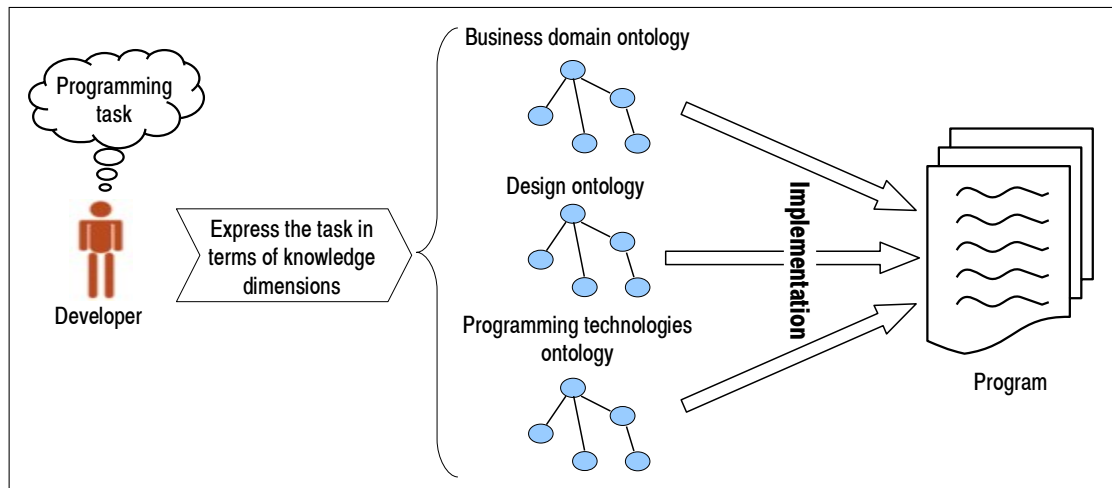 Programming
task
Developer
Express the task in
terms of knowledge
dimensions
Business domain ontology
Design ontology
Programming technologies
ontology
Implementation
Program